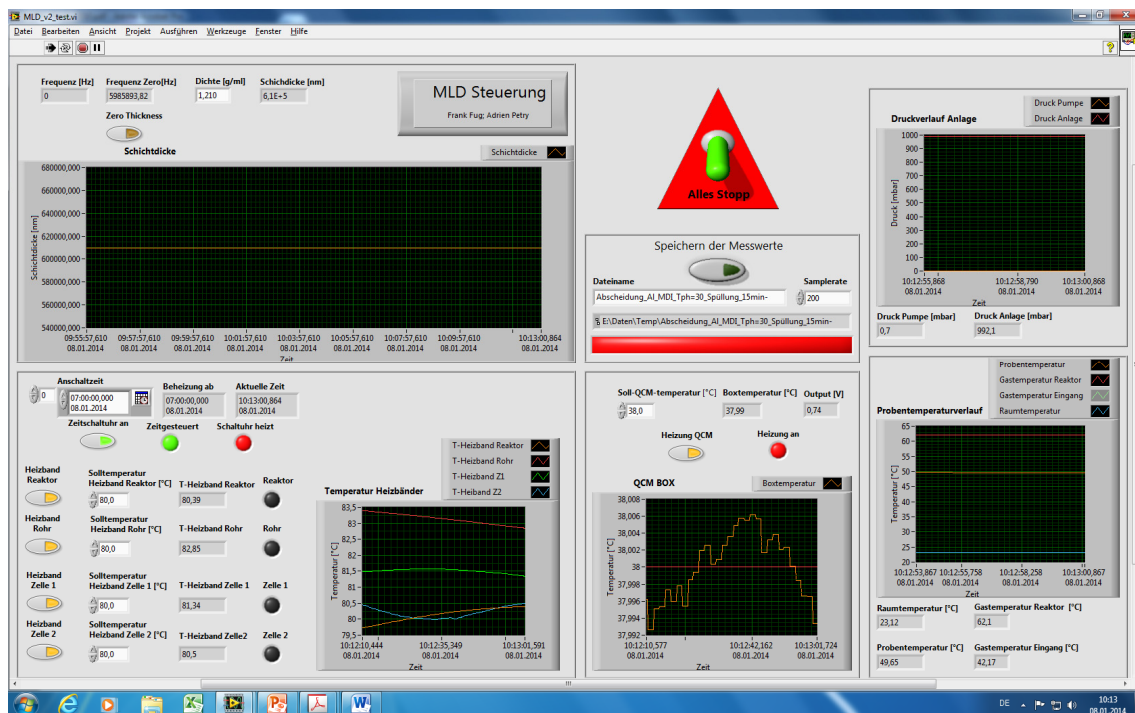 MLD_v2_test.vi
Datei Bearbeiten Ansicht Projekt Ausführen Werkzeuge Fenster Hilfe
Frequenz [Hz] Frequenz Zero[Hz] Dichte [g/ml] Schichdicke [nm]
0 5985893,82 1,210 6,1E+5
Zero Thickness
MLD Steuerung
Frank Fug; Adrien Petry
Schichtdicke
Schichtdicke
680000,000
660000,000
640000,000
620000,000
600000,000
580000,000
560000,000
540000,000
Schichtdicke [nm]
09:55:57,610 09:57:57,610 09:59:57,610 10:01:57,610 10:03:57,610 10:05:57,610 10:07:57,610 10:09:57,610 10:13:00,864
08.01.2014 08.01.2014 08.01.2014 08.01.2014 08.01.2014 08.01.2014 08.01.2014 08.01.2014 08.01.2014
Zeit
Alles Stopp
Speichern der Messwerte
Dateiname Samplerate
Abscheidung_AI_MDI_Tph=30_Spüllung_15min- 200
E:\Daten\Temp\Abscheidung_AI_MDI_Tph=30_Spüllung_15min-
Druck Pumpe
Druck Anlage
Druckverlauf Anlage
1000
900
800
700
600
500
400
300
200
100
0
Druck [mbar]
10:12:55,868 10:12:58,790 10:13:00,868
08.01.2014 08.01.2014 08.01.2014
Zeit
Druck Pumpe [mbar] Druck Anlage [mbar]
0,7 992,1
Anschaltzeit Beheizung ab Aktuelle Zeit
0 07:00:00,000 07:00:00,000 10:13:00,864
08.01.2014 08.01.2014 08.01.2014
Zeitschaltuhr an Zeitgesteuert Schaltuhr heizt
Heizband Reaktor
Solltemperatur
Heizband Reaktor [°C] T-Heizband Reaktor Reaktor
80,0 80,39
Heizband Rohr
Solltemperatur
Heizband Rohr [°C] T-Heizband Rohr Rohr
80,0 82,85
Heizband Zelle 1
Solltemperatur
Heizband Zelle 1 [°C] T-Heizband Zelle 1 Zelle 1
80,0 81,34
Heizband Zelle 2
Solltemperatur
Heizband Zelle 2 [°C] T-Heizband Zelle2 Zelle 2
80,0 80,5
T-Heizband Reaktor
T-Heizband Rohr
T-Heizband Z1
T-Heiband Z2
Temperatur Heizbänder
83,5
83
82,5
82
81,5
81
80,5
80
79,5
Temperatur [°C]
10:12:10,444 10:12:35,349 10:13:01,591
08.01.2014 08.01.2014 08.01.2014
Zeit
Soll-QCM-temperatur [°C] Boxtemperatur [°C] Output [V]
38,0 37,99 0,74
Heizung QCM Heizung an
QCM BOX
Boxtemperatur
38,008
38,006
38,004
38,002
38
37,998
37,996
37,994
37,992
Temperatur [°C]
10:12:10,577 10:12:42,162 10:13:01,724
08.01.2014 08.01.2014 08.01.2014
Zeit
Probentemperatur
Gastemperatur Reaktor
Gastemperatur Eingang
Raumtemperatur
Probentemperaturverlauf
65
60
55
50
45
40
35
30
25
20
Temperatur [°C]
10:12:53,867 10:12:55,758 10:12:58,258 10:13:00,867
08.01.2014 08.01.2014 08.01.2014 08.01.2014
Zeit
Raumtemperatur [°C] Gastemperatur Reaktor [°C]
23,12 62,1
Probentemperatur [°C] Gastemperatur Eingang [°C]
49,65 42,17
DE 10:13
08.01.2014